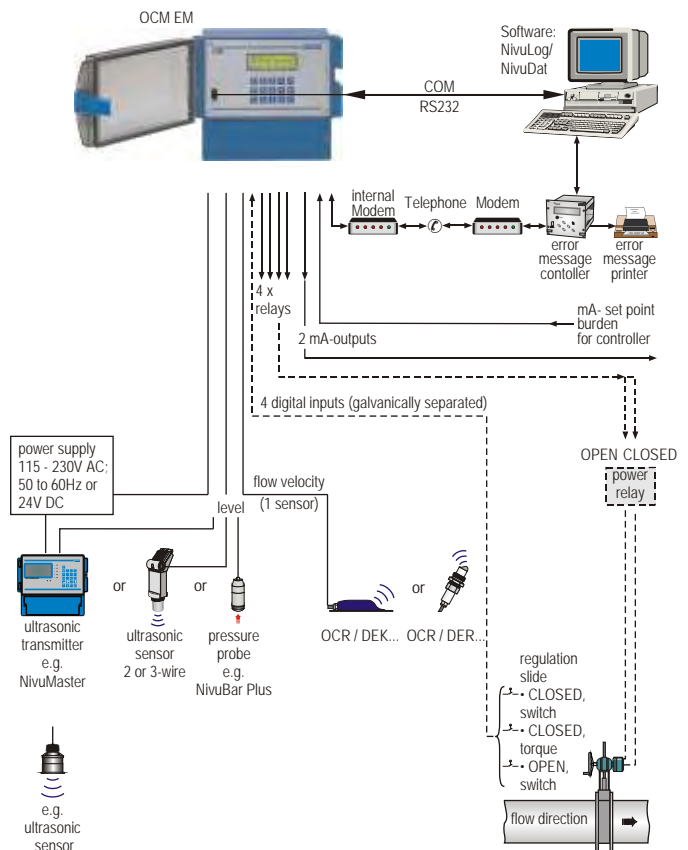 OCM EM
Software:
NivuLog/
NivuDat
COM
RS232
internal
Modem
Telephone
Modem
error
message
contoller
error
message
printer
4 x
relays
2 mA-outputs
mA- set point
burden
for controller
4 digital inputs (galvanically separated)
OPEN CLOSED
power
relay
power supply
115 - 230V AC;
50 to 60Hz or
24V DC
level
flow velocity
(1 sensor)
or
or
or
ultrasonic
transmitter
e.g.
NivuMaster
ultrasonic
sensor
2 or 3-wire
pressure
probe
e.g.
NivuBar Plus
OCR / DEK...
OCR / DER...
regulation
slide
• CLOSED,
switch
• CLOSED,
torque
• OPEN,
switch
flow direction
e.g.
ultrasonic
sensor